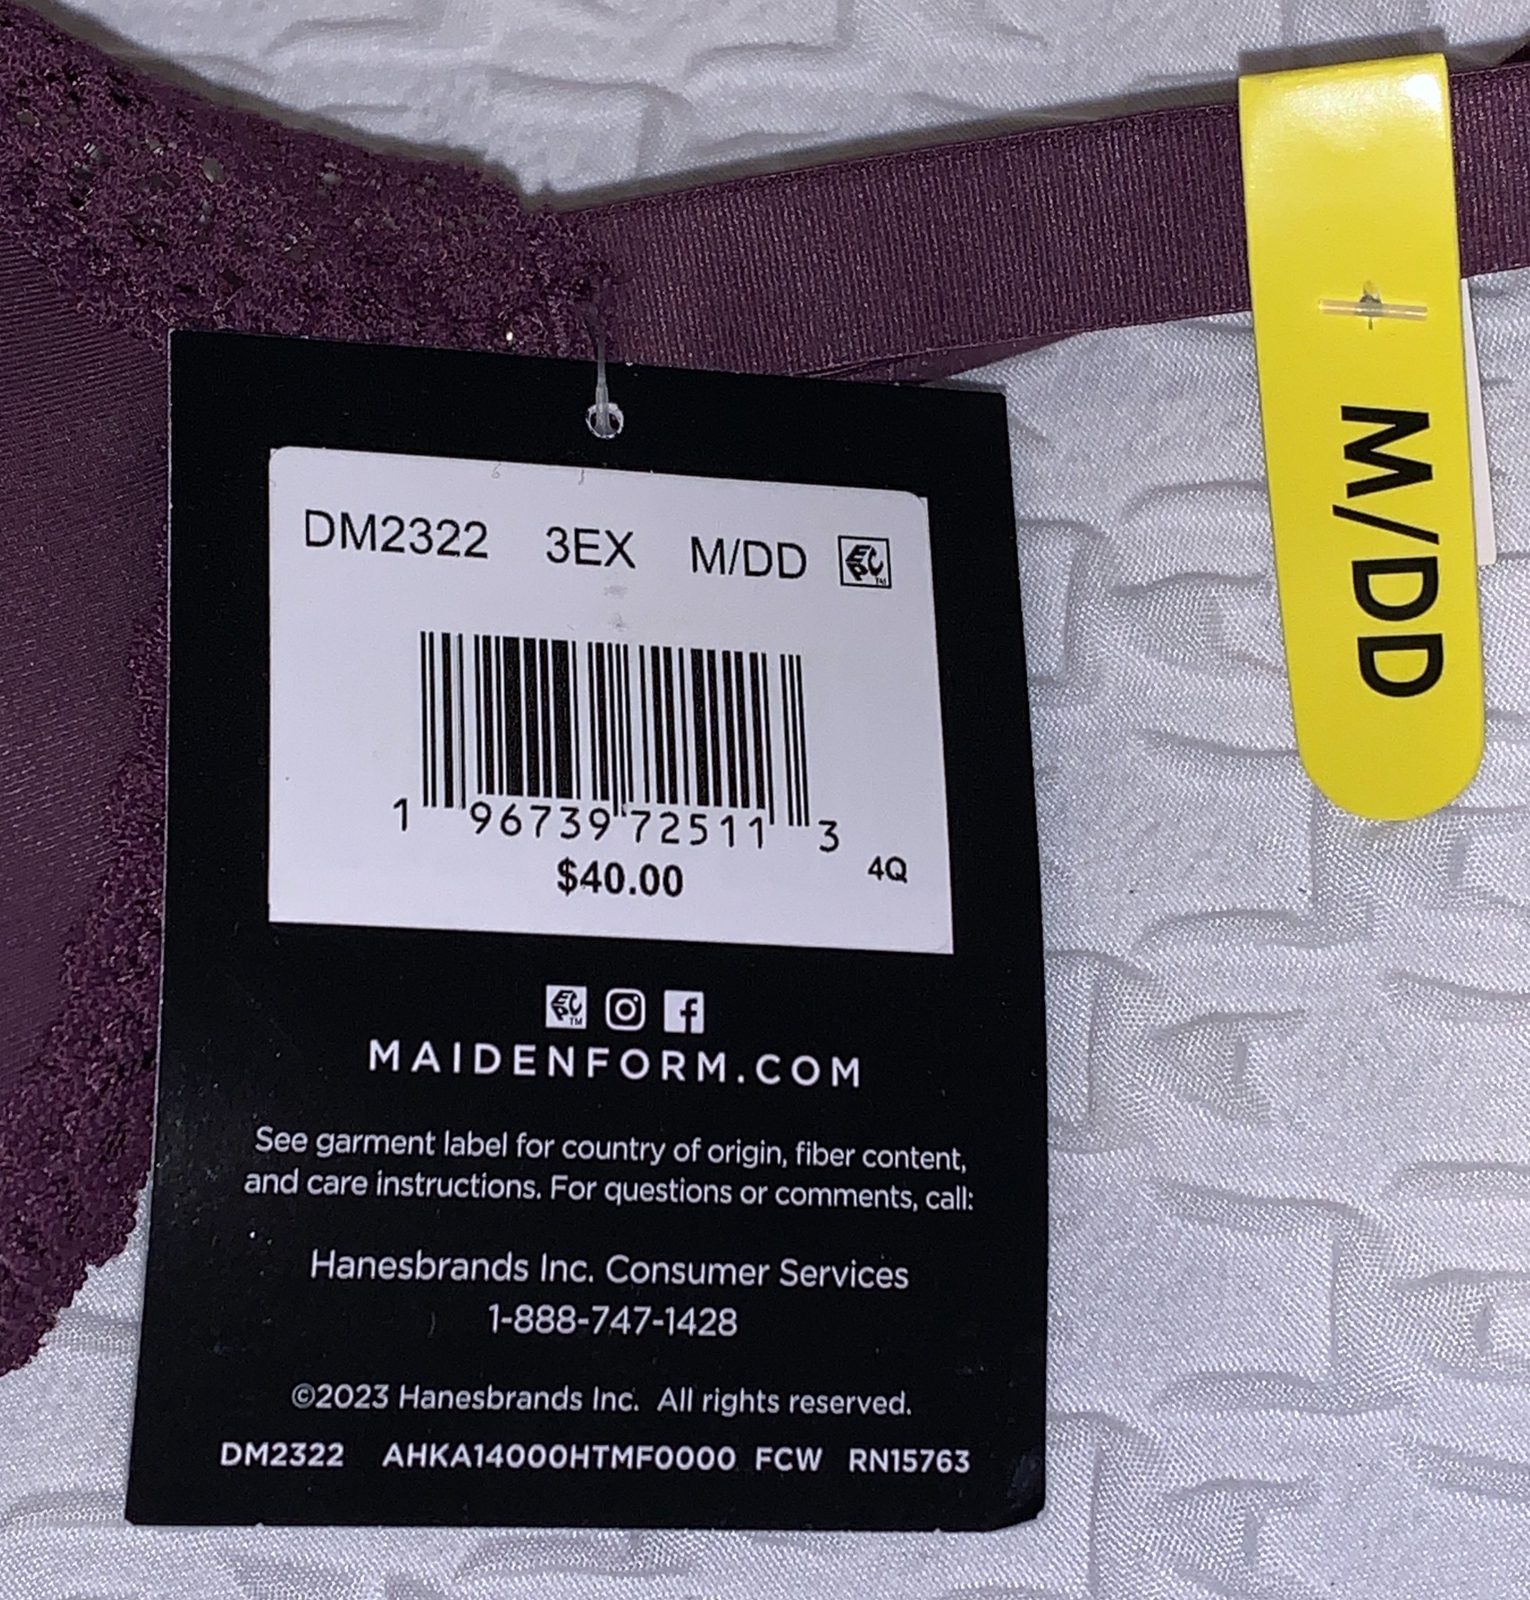 DM2322 3EX M/DD
1 96739 72511 3
$40.00 4Q
MAIDENFORM.COM
See garment label for country of origin, fiber content,
and care instructions. For questions or comments, call:
Hanesbrands Inc. Consumer Services
1-888-747-1428
©2023 Hanesbrands Inc. All rights reserved.
DM2322 AHKA14000HTMF0000 FCW RN15763
M/DD